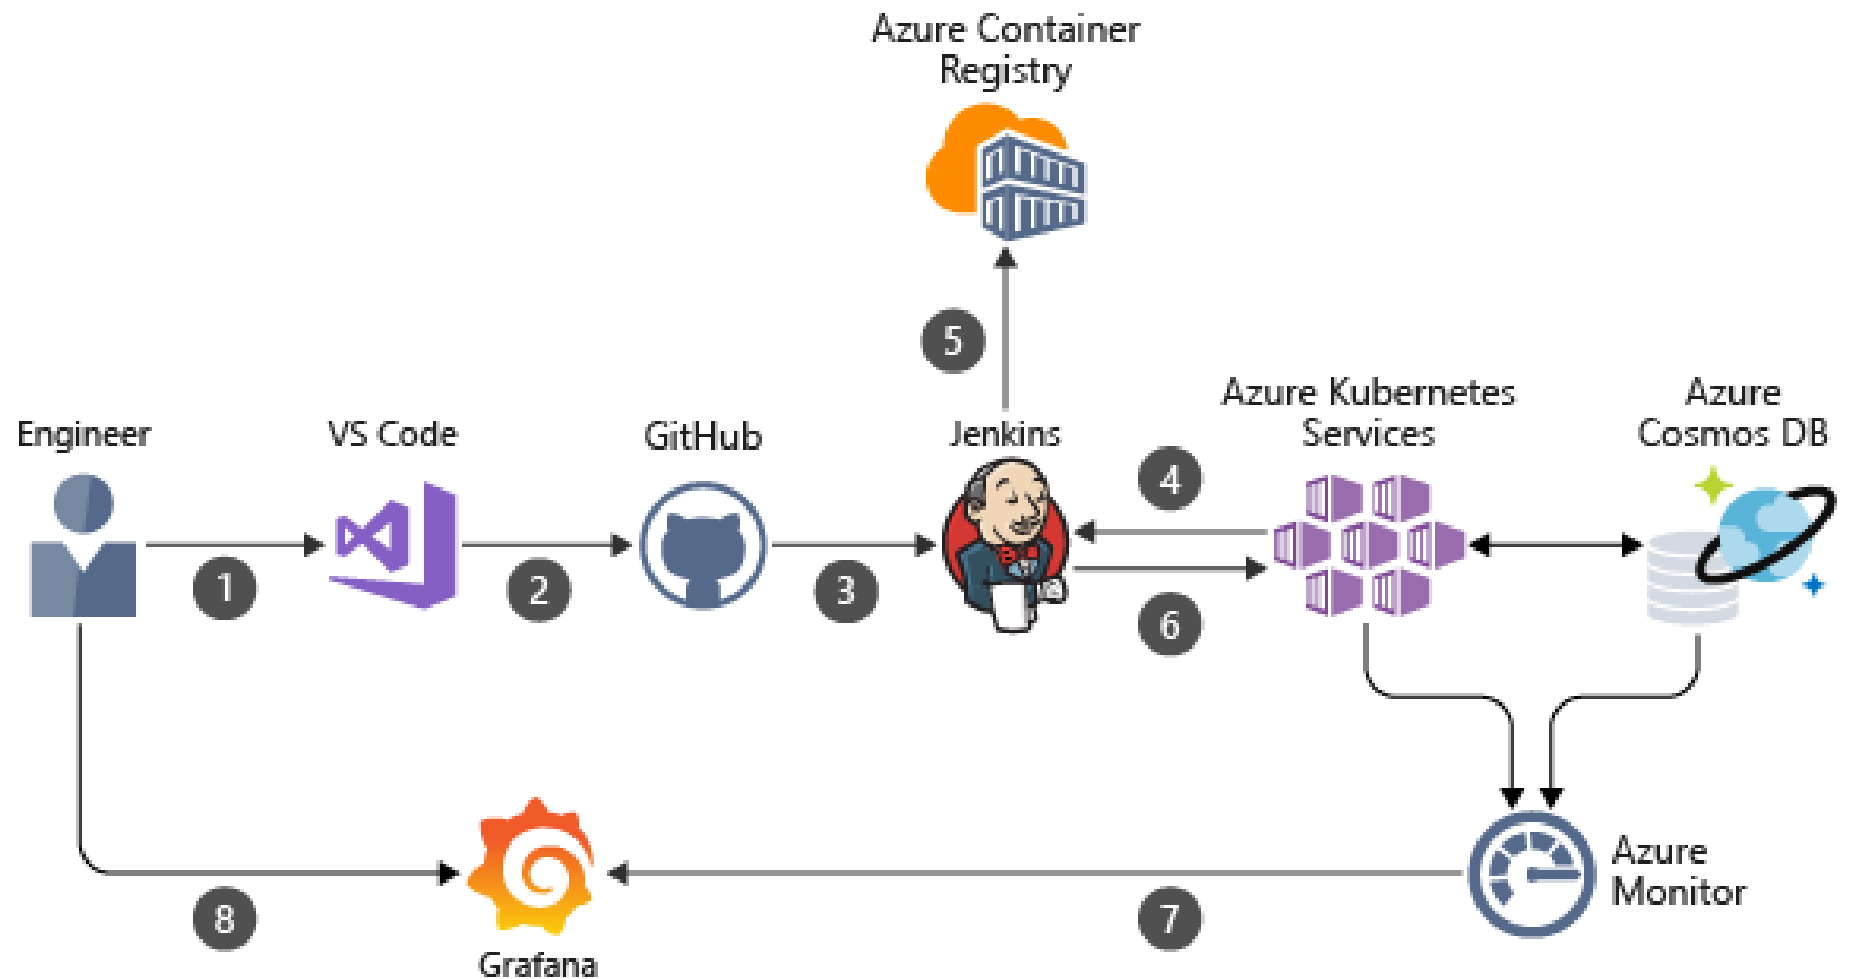 Azure Container
Registry
5
Azure Kubernetes
Services
Azure
Cosmos DB
Engineer
VS Code
GitHub
Jenkins
4
1
2
3
6
Azure
Monitor
8
7
Grafana